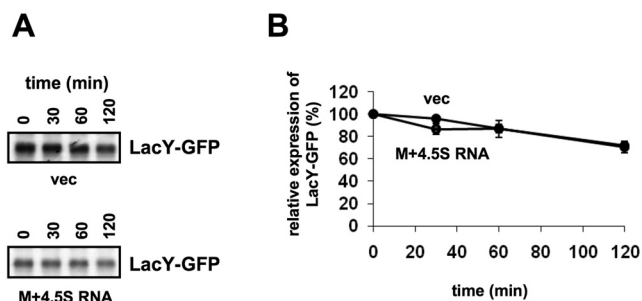 A
time (min)
0 30 60 120
LacY-GFP
vec
0 30 60 120
LacY-GFP
M+4.5S RNA
B
relative expression of
LacY-GFP (%)
120
100
80
60
40
20
0
vec
M+4.5S RNA
0 20 40 60 80 100 120
time (min)